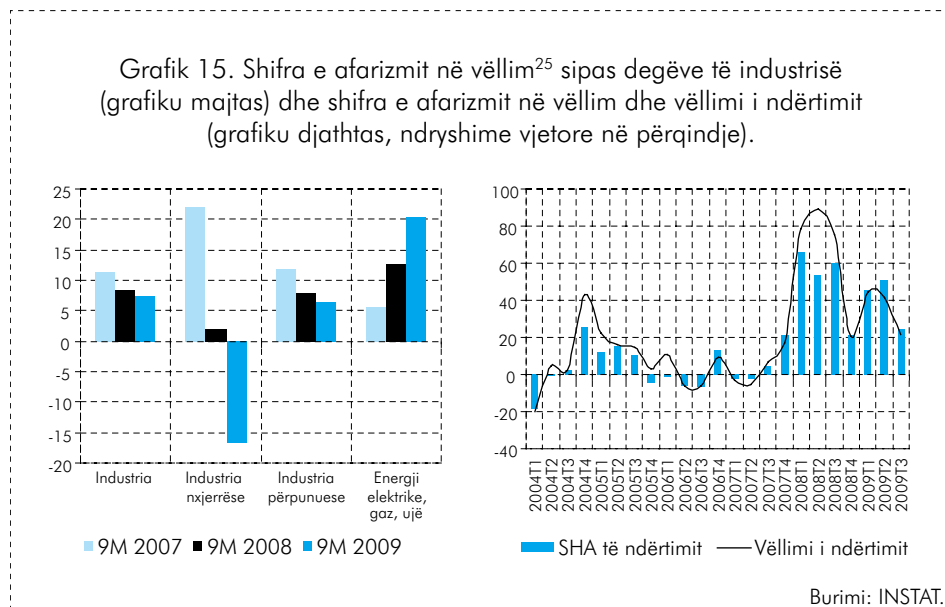 Grafik 15. Shifra e afarizmit në vëllim25 sipas degëve të industrisë
(grafiku majtas) dhe shifra e afarizmit në vëllim dhe vëllimi i ndërtimit
(grafiku djathtas, ndryshime vjetore në përqindje).
25
20
15
10
5
0
-5
-10
-15
-20
Industria
Industria
nxjerrëse
Industria
përpunuese
Energji
elektrike,
gaz, ujë
9M 2007 9M 2008 9M 2009
100
80
60
40
20
0
-20
-40
2004T1
2004T2
2004T3
2004T4
2005T1
2005T2
2005T3
2005T4
2006T1
2006T2
2006T3
2006T4
2007T1
2007T2
2007T3
2007T4
2008T1
2008T2
2008T3
2008T4
2009T1
2009T2
2009T3
SHA të ndërtimit Vëllimi i ndërtimit
Burimi: INSTAT.